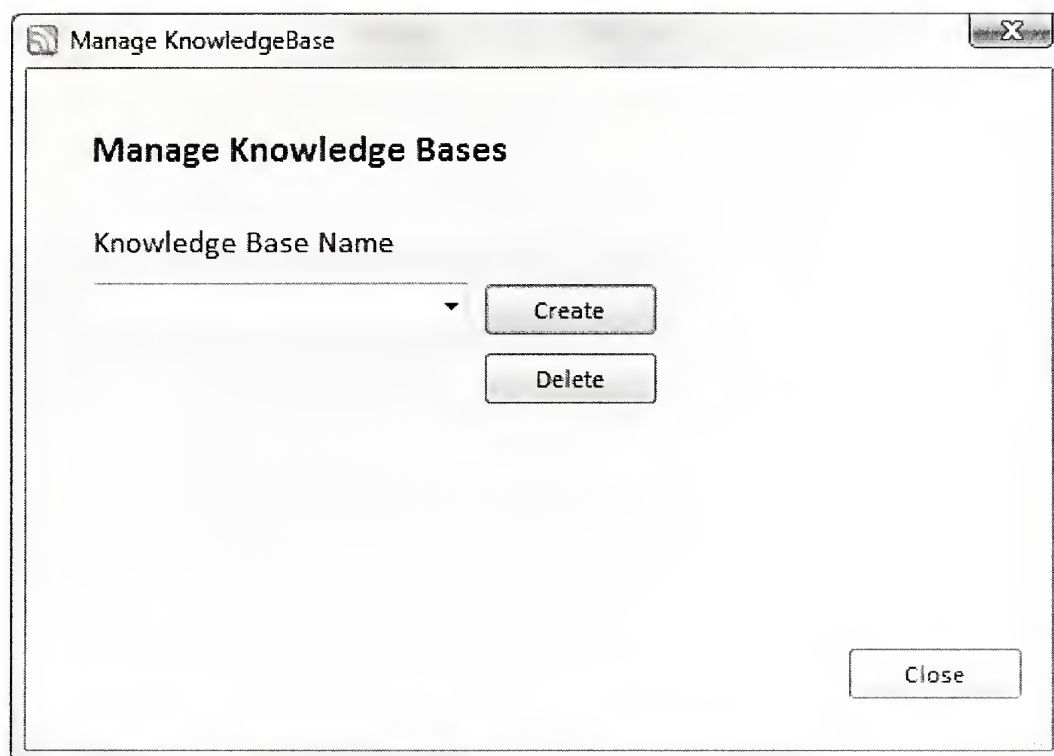 Manage KnowledgeBase
Manage Knowledge Bases
Knowledge Base Name
Create
Delete
Close